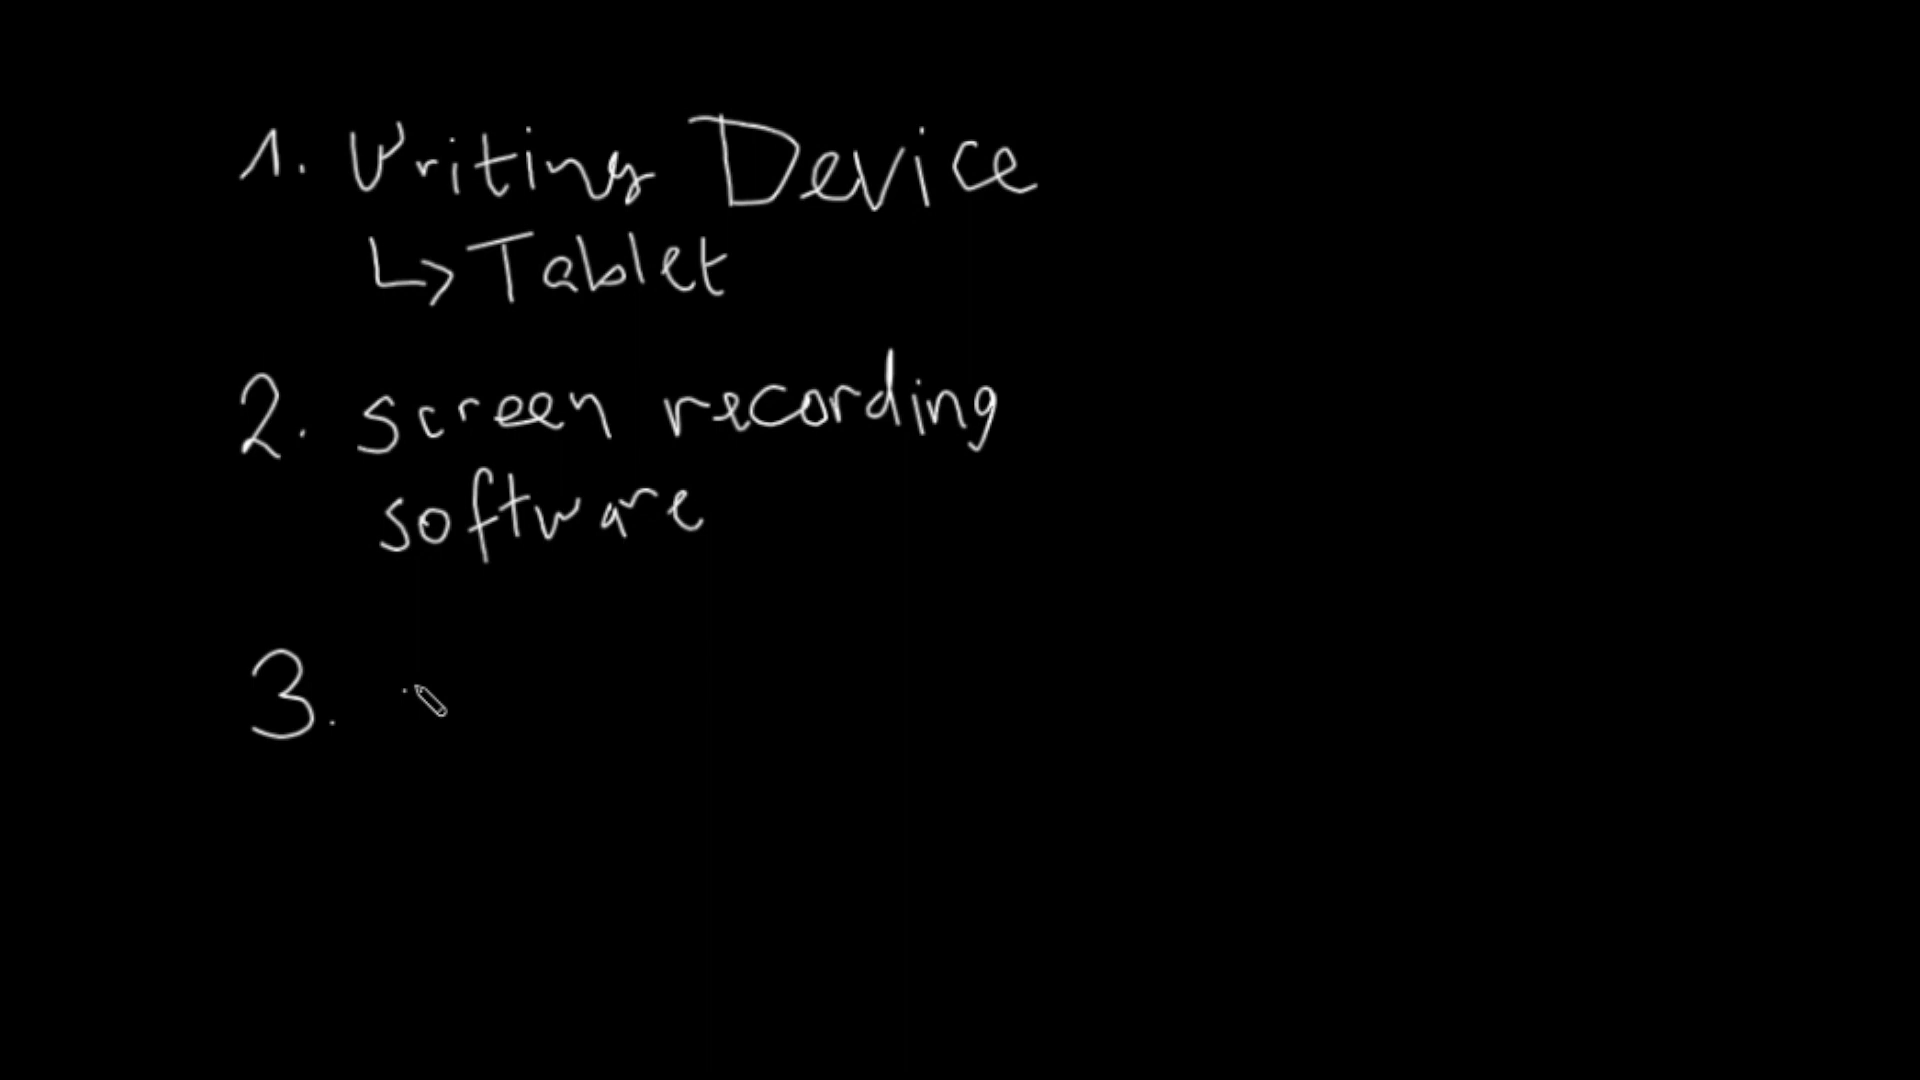 1. Writing Device
↳ Tablet
2. screen recording
software
3.